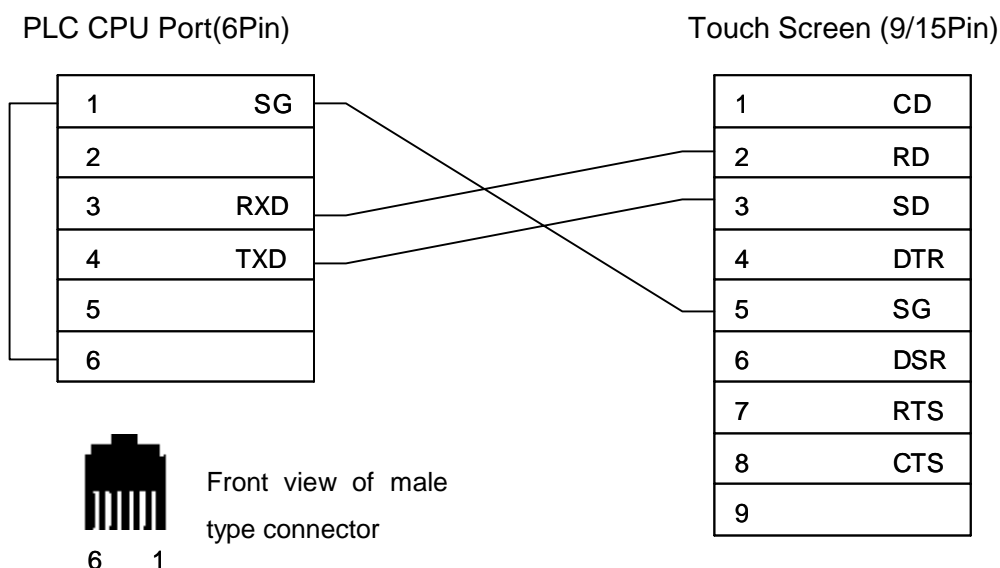 PLC CPU Port(6Pin)
Touch Screen (9/15Pin)
1 SG
2
3 RXD
4 TXD
5
6
1 CD
2 RD
3 SD
4 DTR
5 SG
6 DSR
7 RTS
8 CTS
9
Front view of male
type connector
6 1